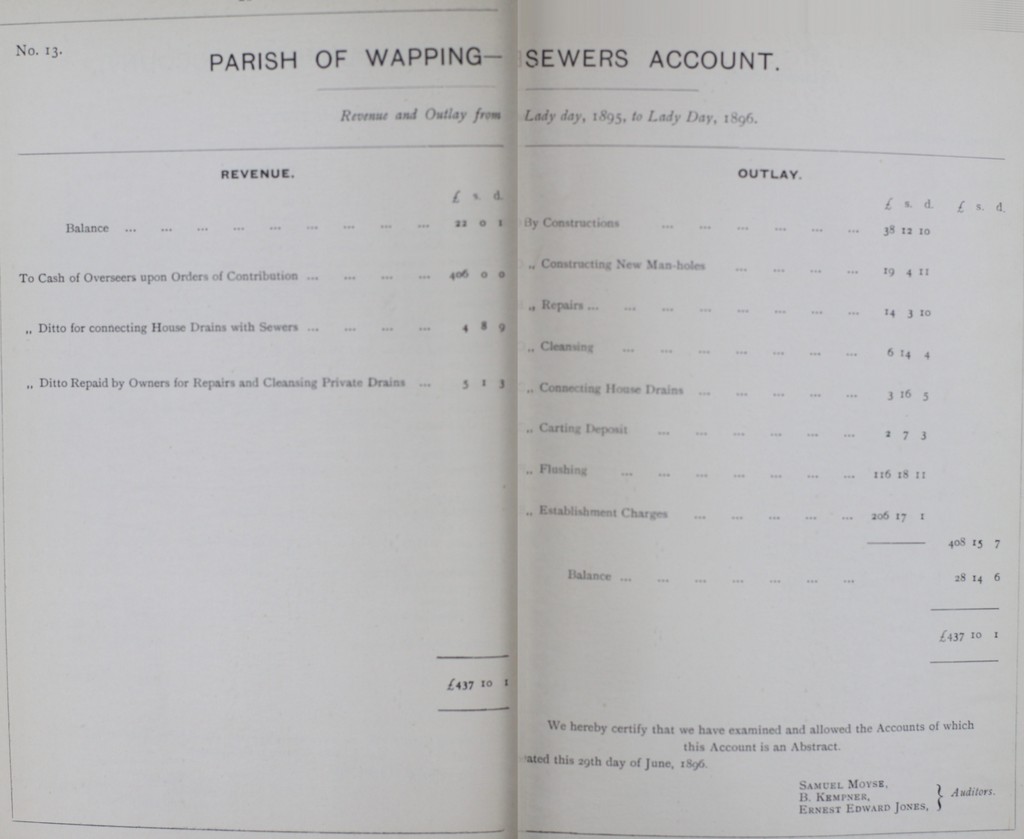 No. 13.
PARISH OF WAPPING— SEWERS ACCOUNT.
Revenue and Outlay from Lady day, 1895, to Lady Day, 1896.
REVENUE.
£ s. d.
Balance ... ... ... ... ... ... ... ... ... 22 0 1
To Cash of Overseers upon Orders of Contribution ... ... ... ... 406 0 0
„ Ditto for connecting House Drains with Sewers ... ... ... ... 4 8 9
„ Ditto Repaid by Owners for Repairs and Cleansing Private Drains ... 5 1 3
£437 10 1
OUTLAY.
£ s. d. £ s. d.
By Constructions ... ... ... ... ... ... 38 12 10
„ Constructing New Man-holes ... ... ... ... 19 4 11
„ Repairs ... ... ... ... ... ... ... ... 14 3 10
„ Cleansing ... ... ... ... ... ... ... 6 14 4
„ Connecting House Drains ... ... ... ... ... 3 16 5
„ Carting Deposit ... ... ... ... ... ... 2 7 3
„ Flushing ... ... ... ... ... ... ... 116 18 11
„ Establishment Charges ... ... ... ... ... 206 17 1
408 15 7
Balance ... ... ... ... ... ... ... 28 14 6
£437 10 1
We hereby certify that we have examined and allowed the Accounts of which
this Account is an Abstract.
ated this 29th day of June, 1896.
SAMUEL MOYSE,
B. KEMPNER,
ERNEST EDWARD JONES, } Auditors.